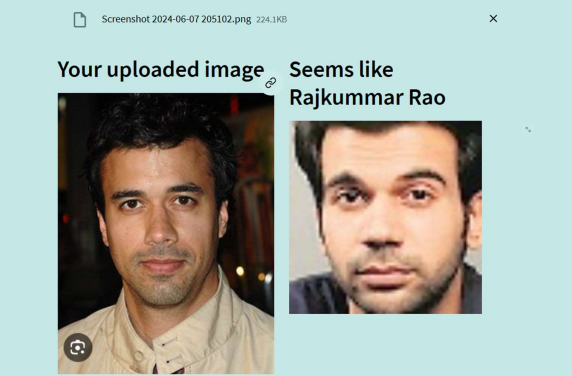 Screenshot 2024-06-07 205102.png 224.1KB
Your uploaded image
Seems like
Rajkummar Rao